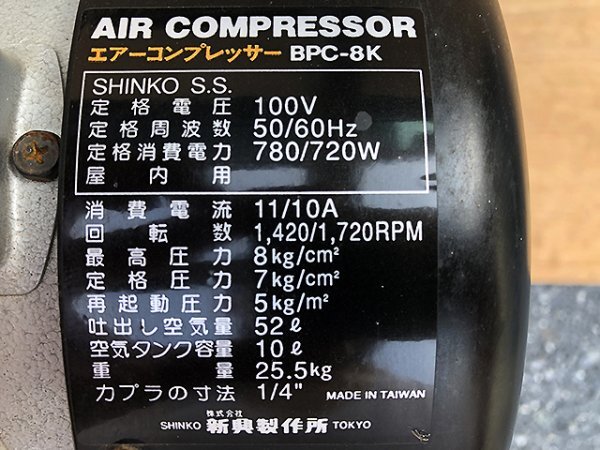 AIR COMPRESSOR
エアーコンプレッサー BPC-8K
SHINKO S.S.
定格電圧 100V
定格周波数 50/60Hz
定格消費電力 780/720W
屋内用
消費電流 11/10A
回転数 1,420/1,720RPM
最高圧力 8kg/cm²
定格圧力 7kg/cm²
再起動圧力 5kg/m²
吐出し空気量 52ℓ
空気タンク容量 10ℓ
重量 25.5kg
カプラの寸法 1/4" MADE IN TAIWAN
SHINKO 株式会社 新興製作所 TOKYO